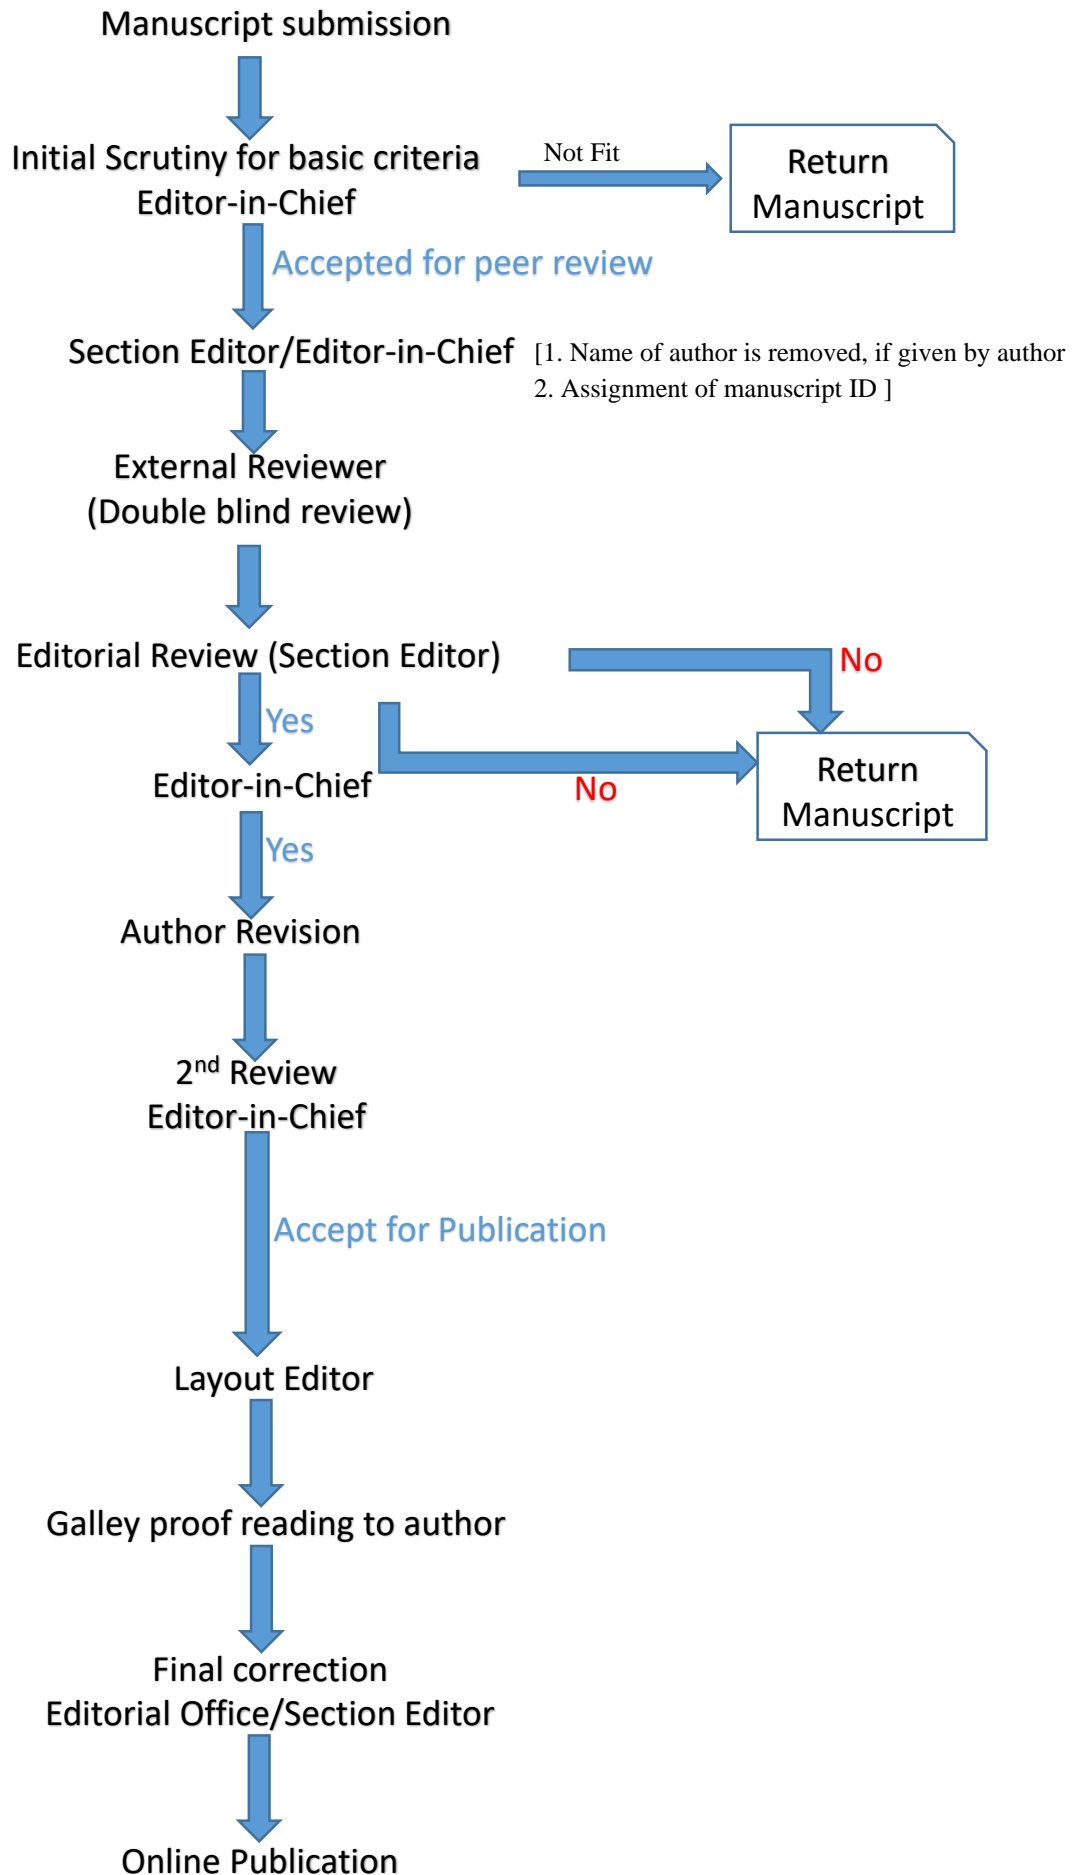 Manuscript submission
Initial Scrutiny for basic criteria
Editor-in-Chief
Not Fit
Return
Manuscript
Accepted for peer review
Section Editor/Editor-in-Chief
[1. Name of author is removed, if given by author
2. Assignment of manuscript ID ]
External Reviewer
(Double blind review)
Editorial Review (Section Editor)
No
Yes
Editor-in-Chief
No
Return
Manuscript
Yes
Author Revision
2nd Review
Editor-in-Chief
Accept for Publication
Layout Editor
Galley proof reading to author
Final correction
Editorial Office/Section Editor
Online Publication